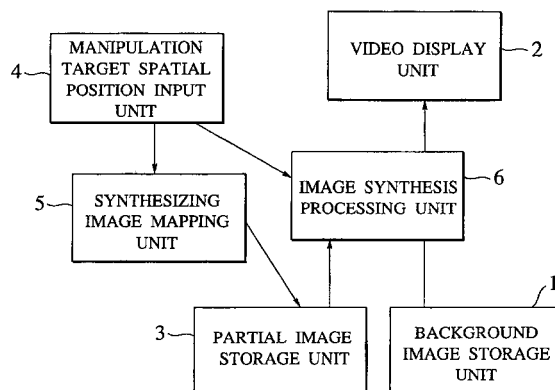 MANIPULATION
TARGET SPATIAL
POSITION INPUT
UNIT
4
VIDEO DISPLAY
UNIT
2
SYNTHESIZING
IMAGE MAPPING
UNIT
5
IMAGE SYNTHESIS
PROCESSING UNIT
6
PARTIAL IMAGE
STORAGE UNIT
3
BACKGROUND
IMAGE STORAGE
UNIT
1